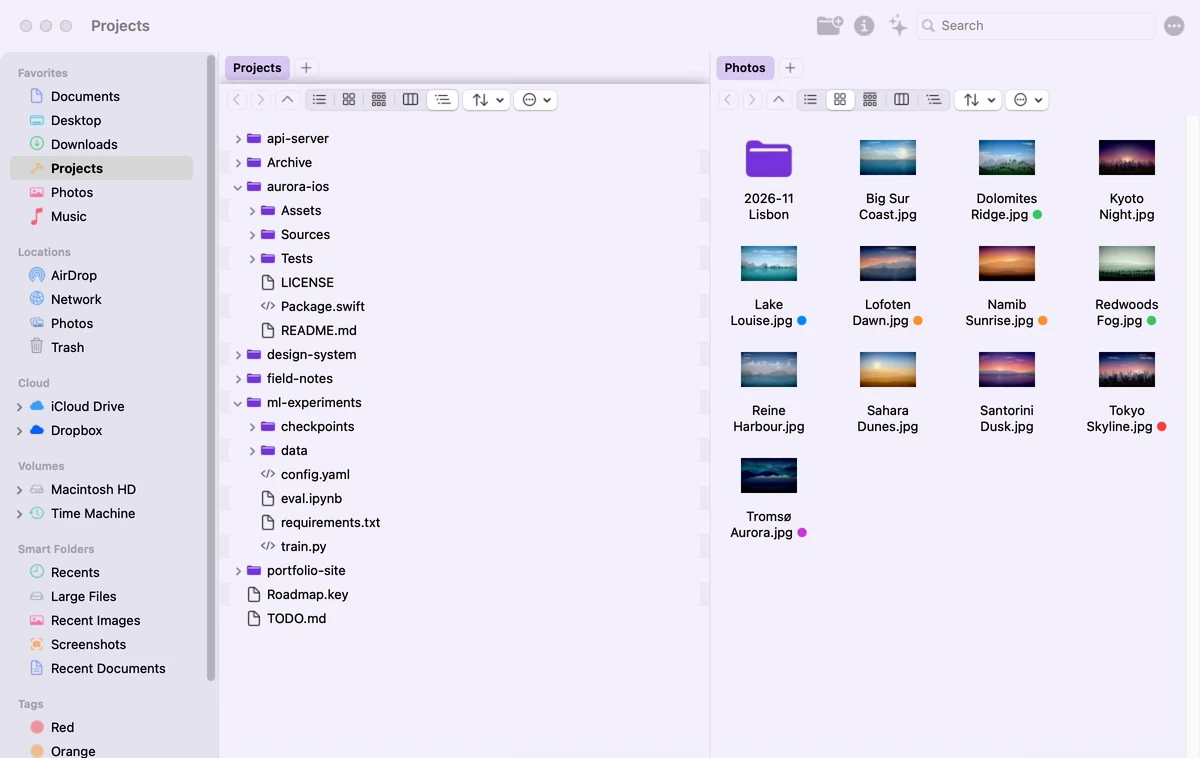 Projects
Search
Favorites
Documents
Desktop
Downloads
Projects
Photos
Music
Locations
AirDrop
Network
Photos
Trash
Cloud
iCloud Drive
Dropbox
Volumes
Macintosh HD
Time Machine
Smart Folders
Recents
Large Files
Recent Images
Screenshots
Recent Documents
Tags
Red
Orange
Projects
api-server
Archive
aurora-ios
Assets
Sources
Tests
LICENSE
Package.swift
README.md
design-system
field-notes
ml-experiments
checkpoints
data
config.yaml
eval.ipynb
requirements.txt
train.py
portfolio-site
Roadmap.key
TODO.md
Photos
2026-11
Lisbon
Big Sur
Coast.jpg
Dolomites
Ridge.jpg
Kyoto
Night.jpg
Lake
Louise.jpg
Lofoten
Dawn.jpg
Namib
Sunrise.jpg
Redwoods
Fog.jpg
Reine
Harbour.jpg
Sahara
Dunes.jpg
Santorini
Dusk.jpg
Tokyo
Skyline.jpg
Tromsø
Aurora.jpg